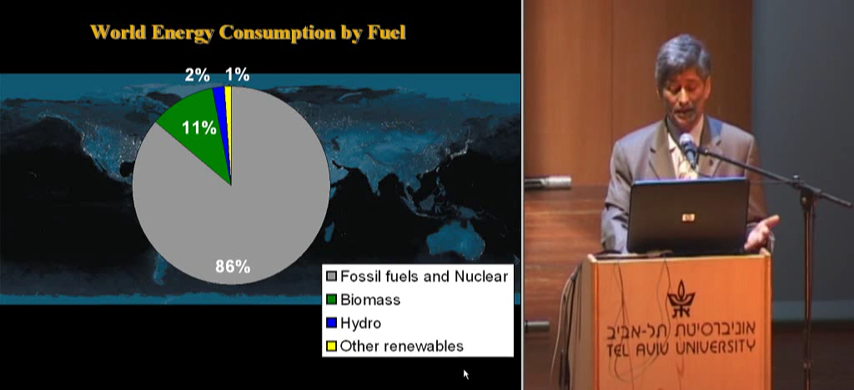 World Energy Consumption by Fuel
2% 1%
11%
86%
Fossil fuels and Nuclear
Biomass
Hydro
Other renewables
hp
אוניברסיטת תל-אביב
TEL AVIV UNIVERSITY